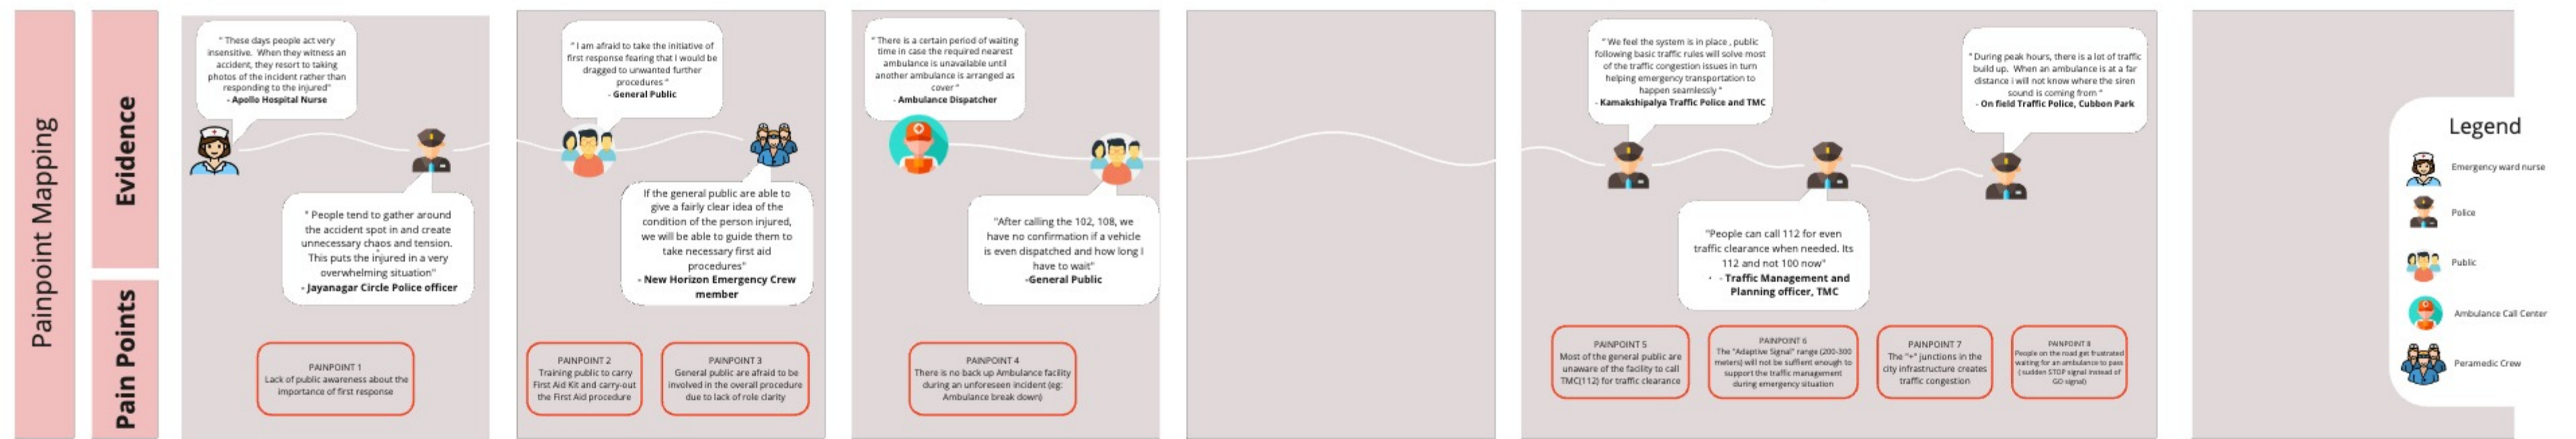 Painpoint Mapping
Evidence
Pain Points
" These days people act very
insensitive. When they witness an
accident, they resort to taking
photos of the incident rather than
responding to the injured"
- Apollo Hospital Nurse
" People tend to gather around
the accident spot in and create
unnecessary chaos and tension.
This puts the injured in a very
overwhelming situation"
- Jayanagar Circle Police officer
PAINPOINT 1
Lack of public awareness about the
importance of first response
" I am afraid to take the initiative of
first response fearing that I would be
dragged to unwanted further
procedures "
- General Public
If the general public are able to
give a fairly clear idea of the
condition of the person injured,
we will be able to guide them to
take necessary first aid
procedures"
- New Horizon Emergency Crew
member
PAINPOINT 2
Training public to carry
First Aid Kit and carry-out
the First Aid procedure
PAINPOINT 3
General public are afraid to be
involved in the overall procedure
due to lack of role clarity
" There is a certain period of waiting
time in case the required nearest
ambulance is unavailable until
another ambulance is arranged as
cover "
- Ambulance Dispatcher
"After calling the 102, 108, we
have no confirmation if a vehicle
is even dispatched and how long I
have to wait"
-General Public
PAINPOINT 4
There is no back up Ambulance facility
during an unforeseen incident (eg:
Ambulance break down)
" We feel the system is in place , public
following basic traffic rules will solve most
of the traffic congestion issues in turn
helping emergency transportation to
happen seamlessly "
- Kamakshipalya Traffic Police and TMC
"People can call 112 for even
traffic clearance when needed. Its
112 and not 100 now"
• - Traffic Management and
Planning officer, TMC
" During peak hours, there is a lot of traffic
build up. When an ambulance is at a far
distance i will not know where the siren
sound is coming from "
- On field Traffic Police, Cubbon Park
PAINPOINT 5
Most of the general public are
unaware of the facility to call
TMC(112) for traffic clearance
PAINPOINT 6
The "Adaptive Signal" range (200-300
meters) will not be suffient enough to
support the traffic management
during emergency situation
PAINPOINT 7
The "+" junctions in the
city infrastructure creates
traffic congestion
PAINPOINT 8
People on the road get frustrated
waiting for an ambulance to pass
( sudden STOP signal instead of
GO signal)
Legend
Emergency ward nurse
Police
Public
Ambulance Call Center
Peramedic Crew